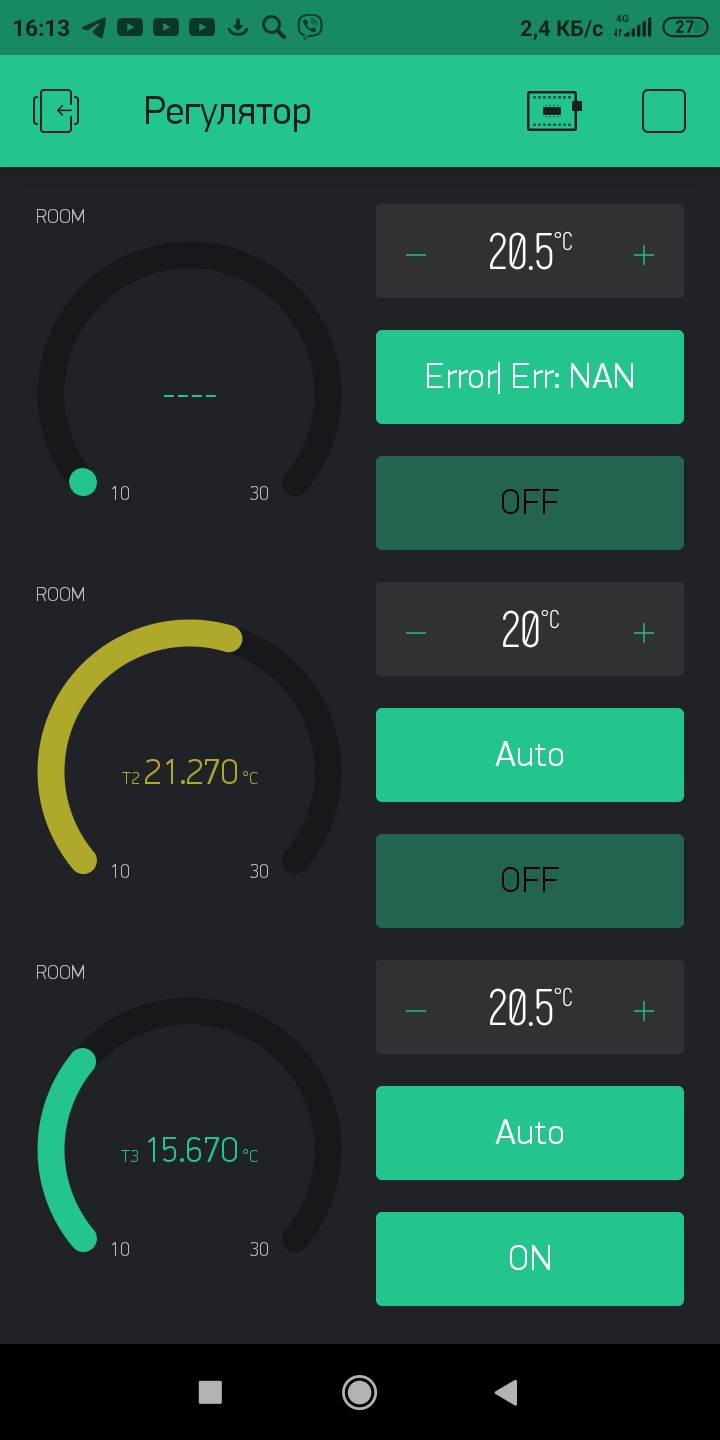 16:13 2,4 КБ/с 4G 27
Регулятор
ROOM
20.5°C
− +
----
Error| Err: NAN
10 30
OFF
ROOM
20°C
− +
T2 21.270 °C
Auto
10 30
OFF
ROOM
20.5°C
− +
T3 15.670 °C
Auto
10 30
ON